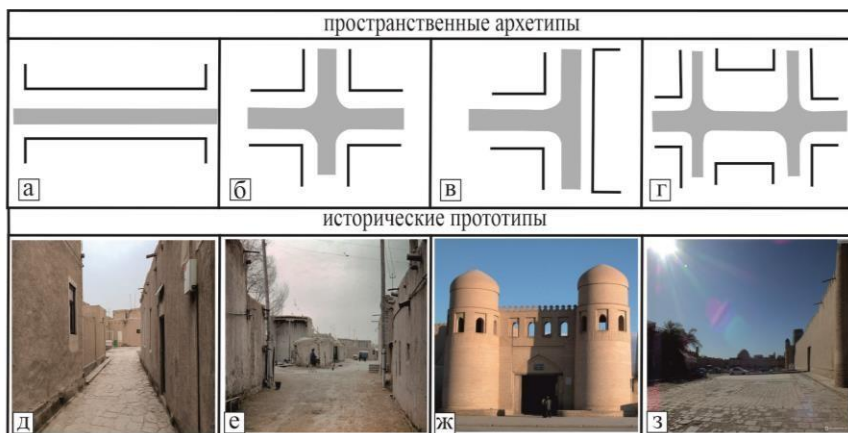 пространственные архетипы
а
б
в
г
исторические прототипы
д
е
ж
з